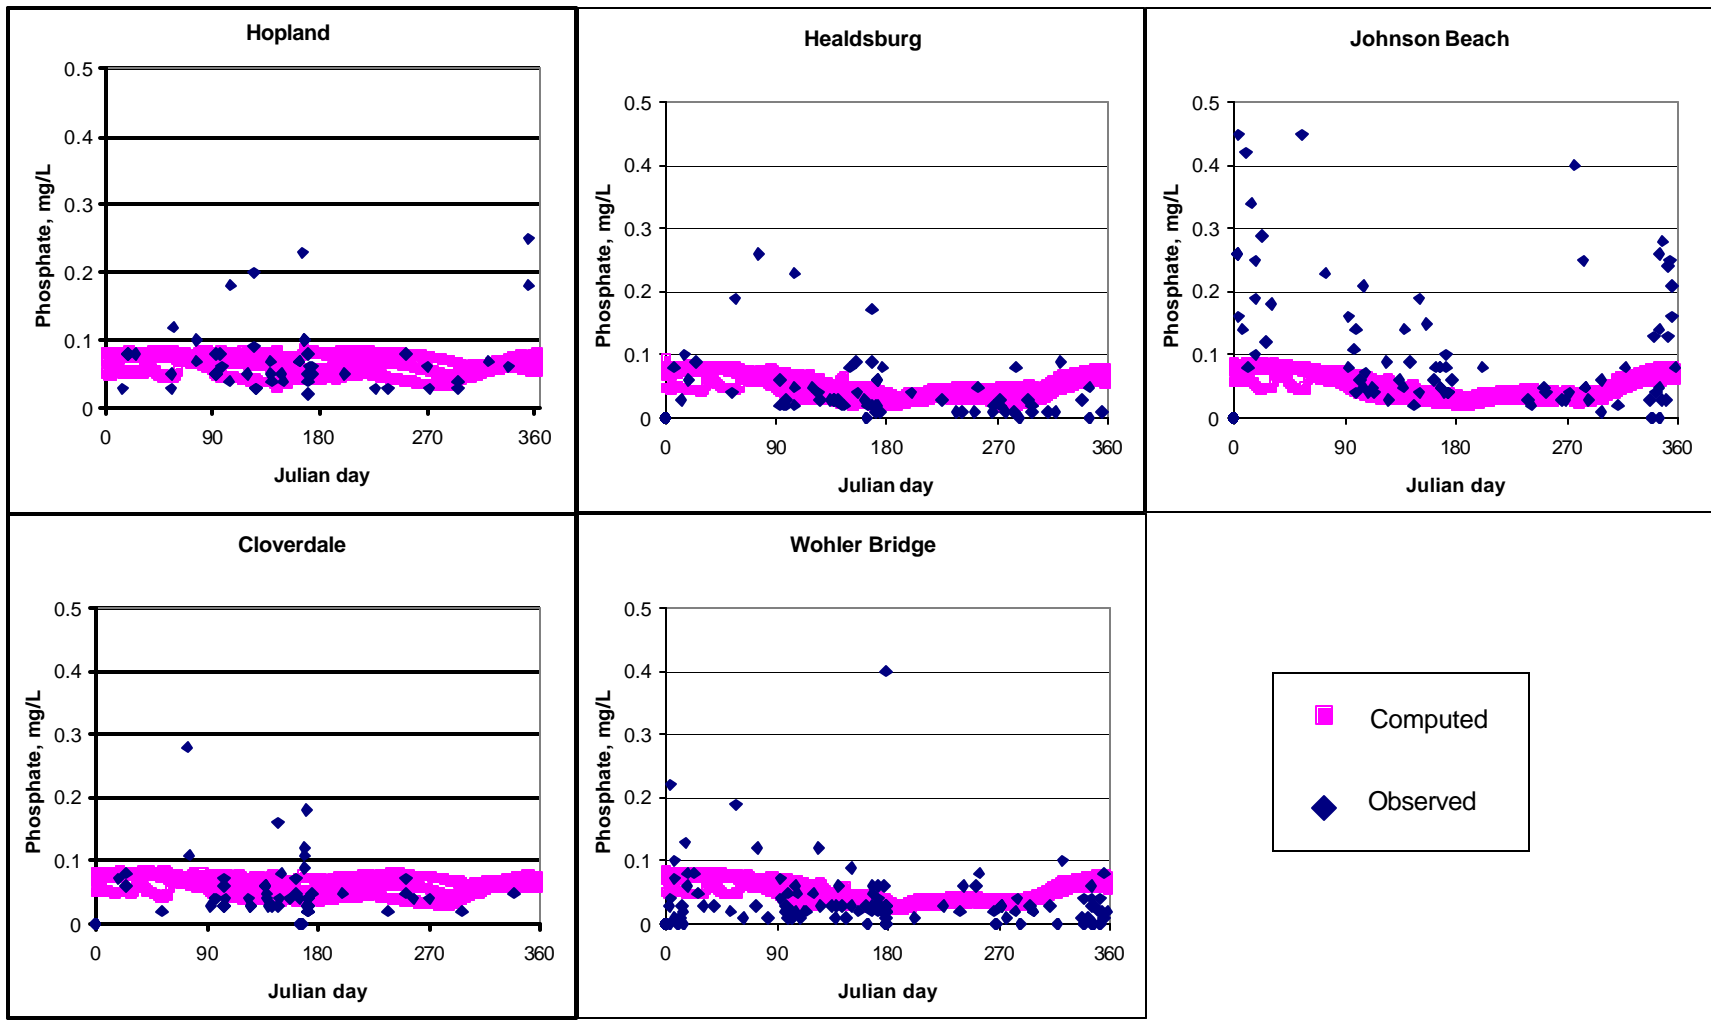 Hopland
0.5
0.4
0.3
0.2
0.1
0
Phosphate, mg/L
0 90 180 270 360
Julian day
Healdsburg
0.5
0.4
0.3
0.2
0.1
0
Phosphate, mg/L
0 90 180 270 360
Julian day
Johnson Beach
0.5
0.4
0.3
0.2
0.1
0
Phosphate, mg/L
0 90 180 270 360
Julian day
Cloverdale
0.5
0.4
0.3
0.2
0.1
0
Phosphate, mg/L
0 90 180 270 360
Julian day
Wohler Bridge
0.5
0.4
0.3
0.2
0.1
0
Phosphate, mg/L
0 90 180 270 360
Julian day
Computed
Observed